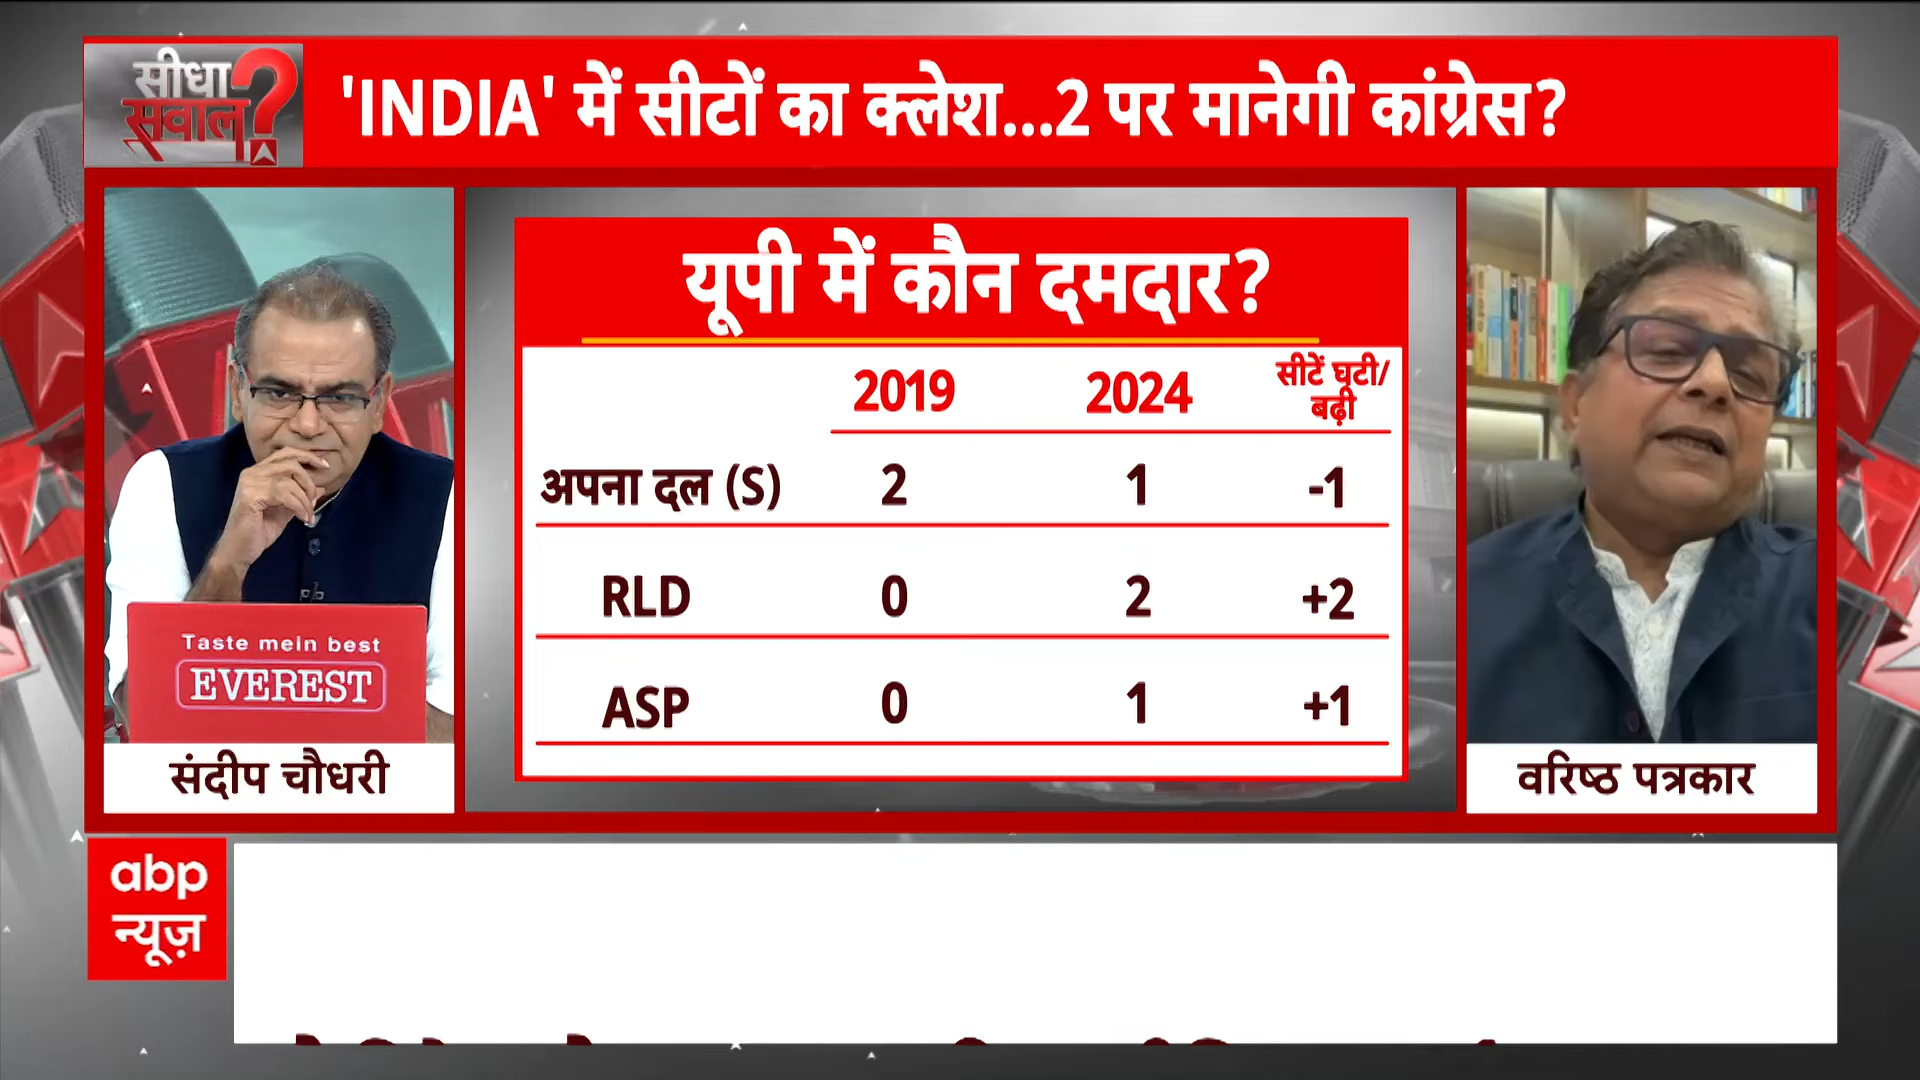 सीधा
सवाल?
'INDIA' में सीटों का क्लेश...2 पर मानेगी कांग्रेस?
यूपी में कौन दमदार?
2019 2024 सीटें घटी/
बढ़ी
अपना दल (S) 2 1 -1
RLD 0 2 +2
ASP 0 1 +1
Taste mein best
EVEREST
संदीप चौधरी
वरिष्ठ पत्रकार
abp
न्यूज़